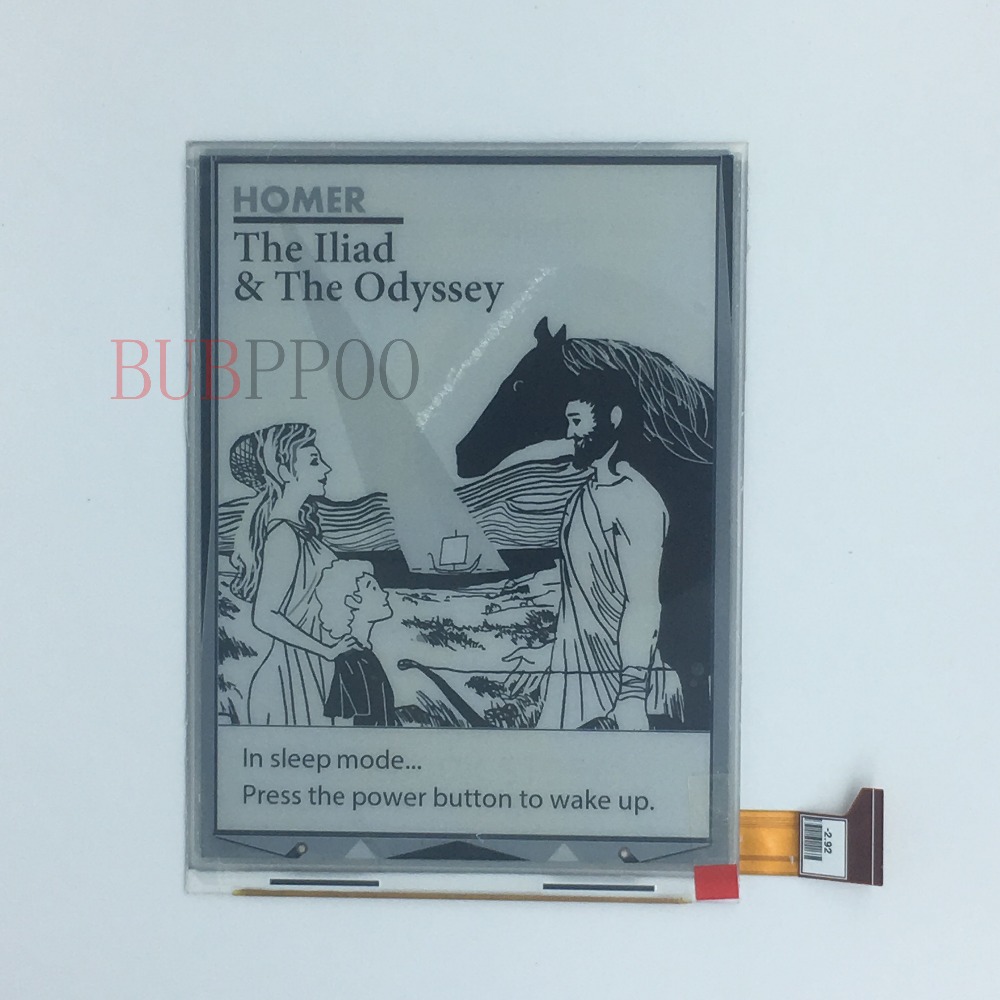 HOMER
The Iliad
& The Odyssey
BUBPPOO
In sleep mode...
Press the power button to wake up.
-2.92